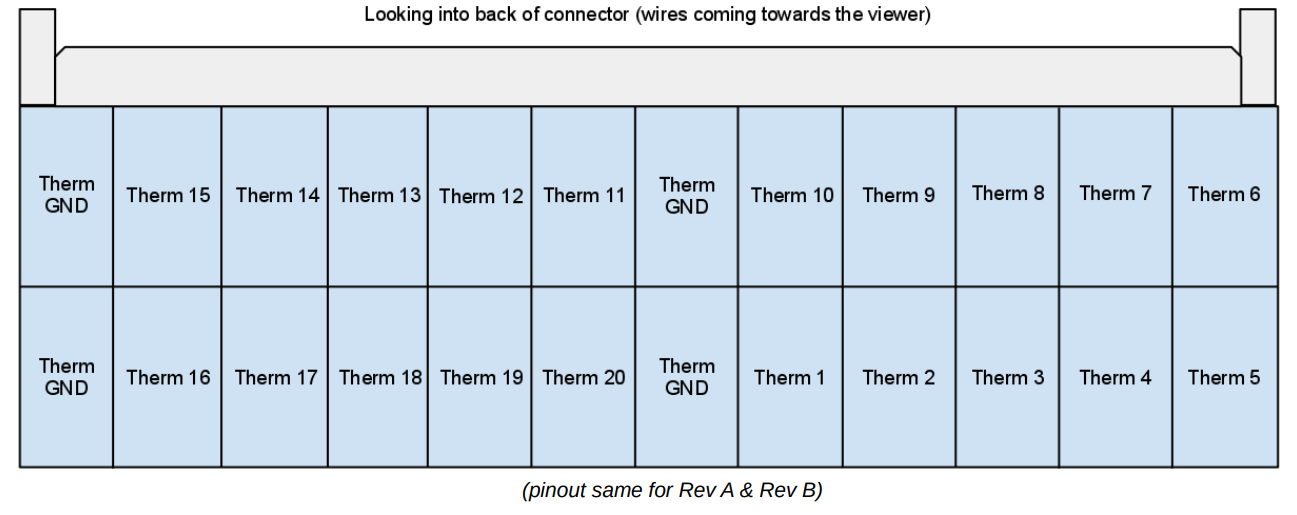 Looking into back of connector (wires coming towards the viewer)
Therm
GND
Therm 15
Therm 14
Therm 13
Therm 12
Therm 11
Therm
GND
Therm 10
Therm 9
Therm 8
Therm 7
Therm 6
Therm
GND
Therm 16
Therm 17
Therm 18
Therm 19
Therm 20
Therm
GND
Therm 1
Therm 2
Therm 3
Therm 4
Therm 5
(pinout same for Rev A & Rev B)